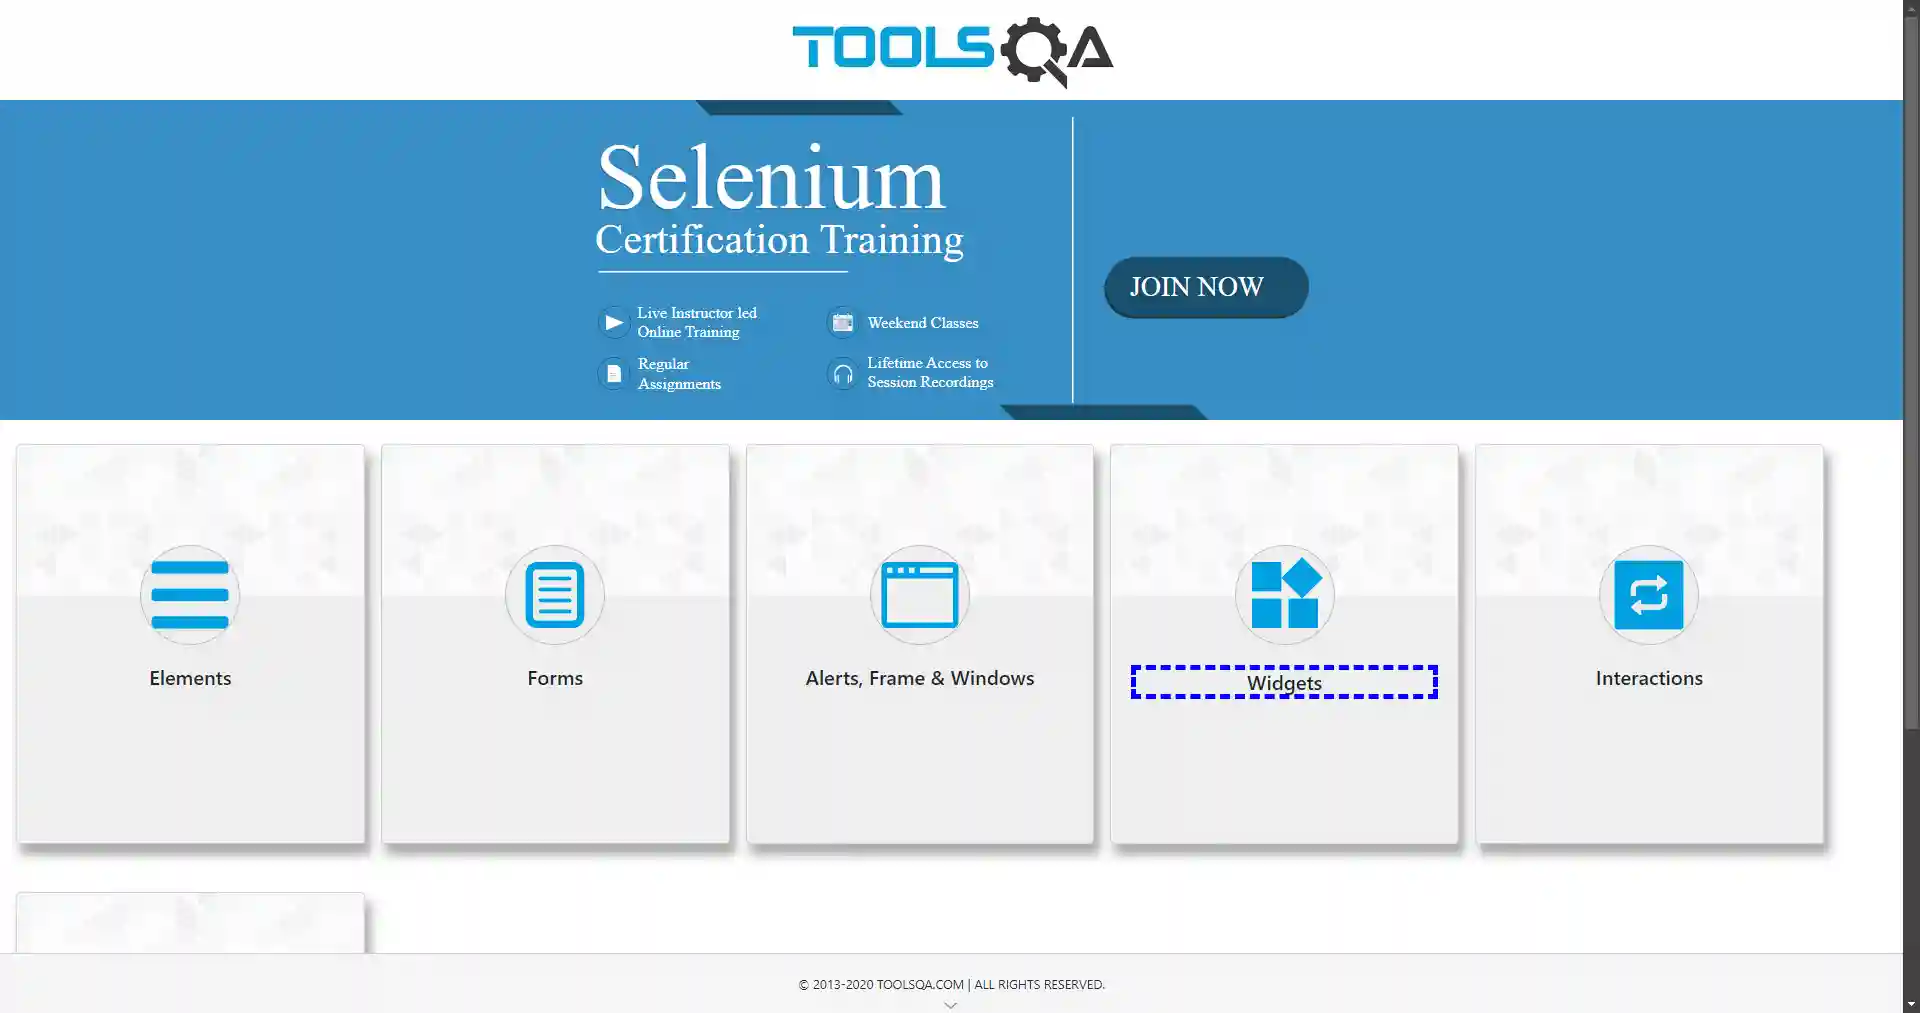 TOOLSQA
Selenium
Certification Training
Live Instructor led
Online Training
Weekend Classes
Regular
Assignments
Lifetime Access to
Session Recordings
JOIN NOW
Elements
Forms
Alerts, Frame & Windows
Widgets
Interactions
© 2013-2020 TOOLSQA.COM | ALL RIGHTS RESERVED.